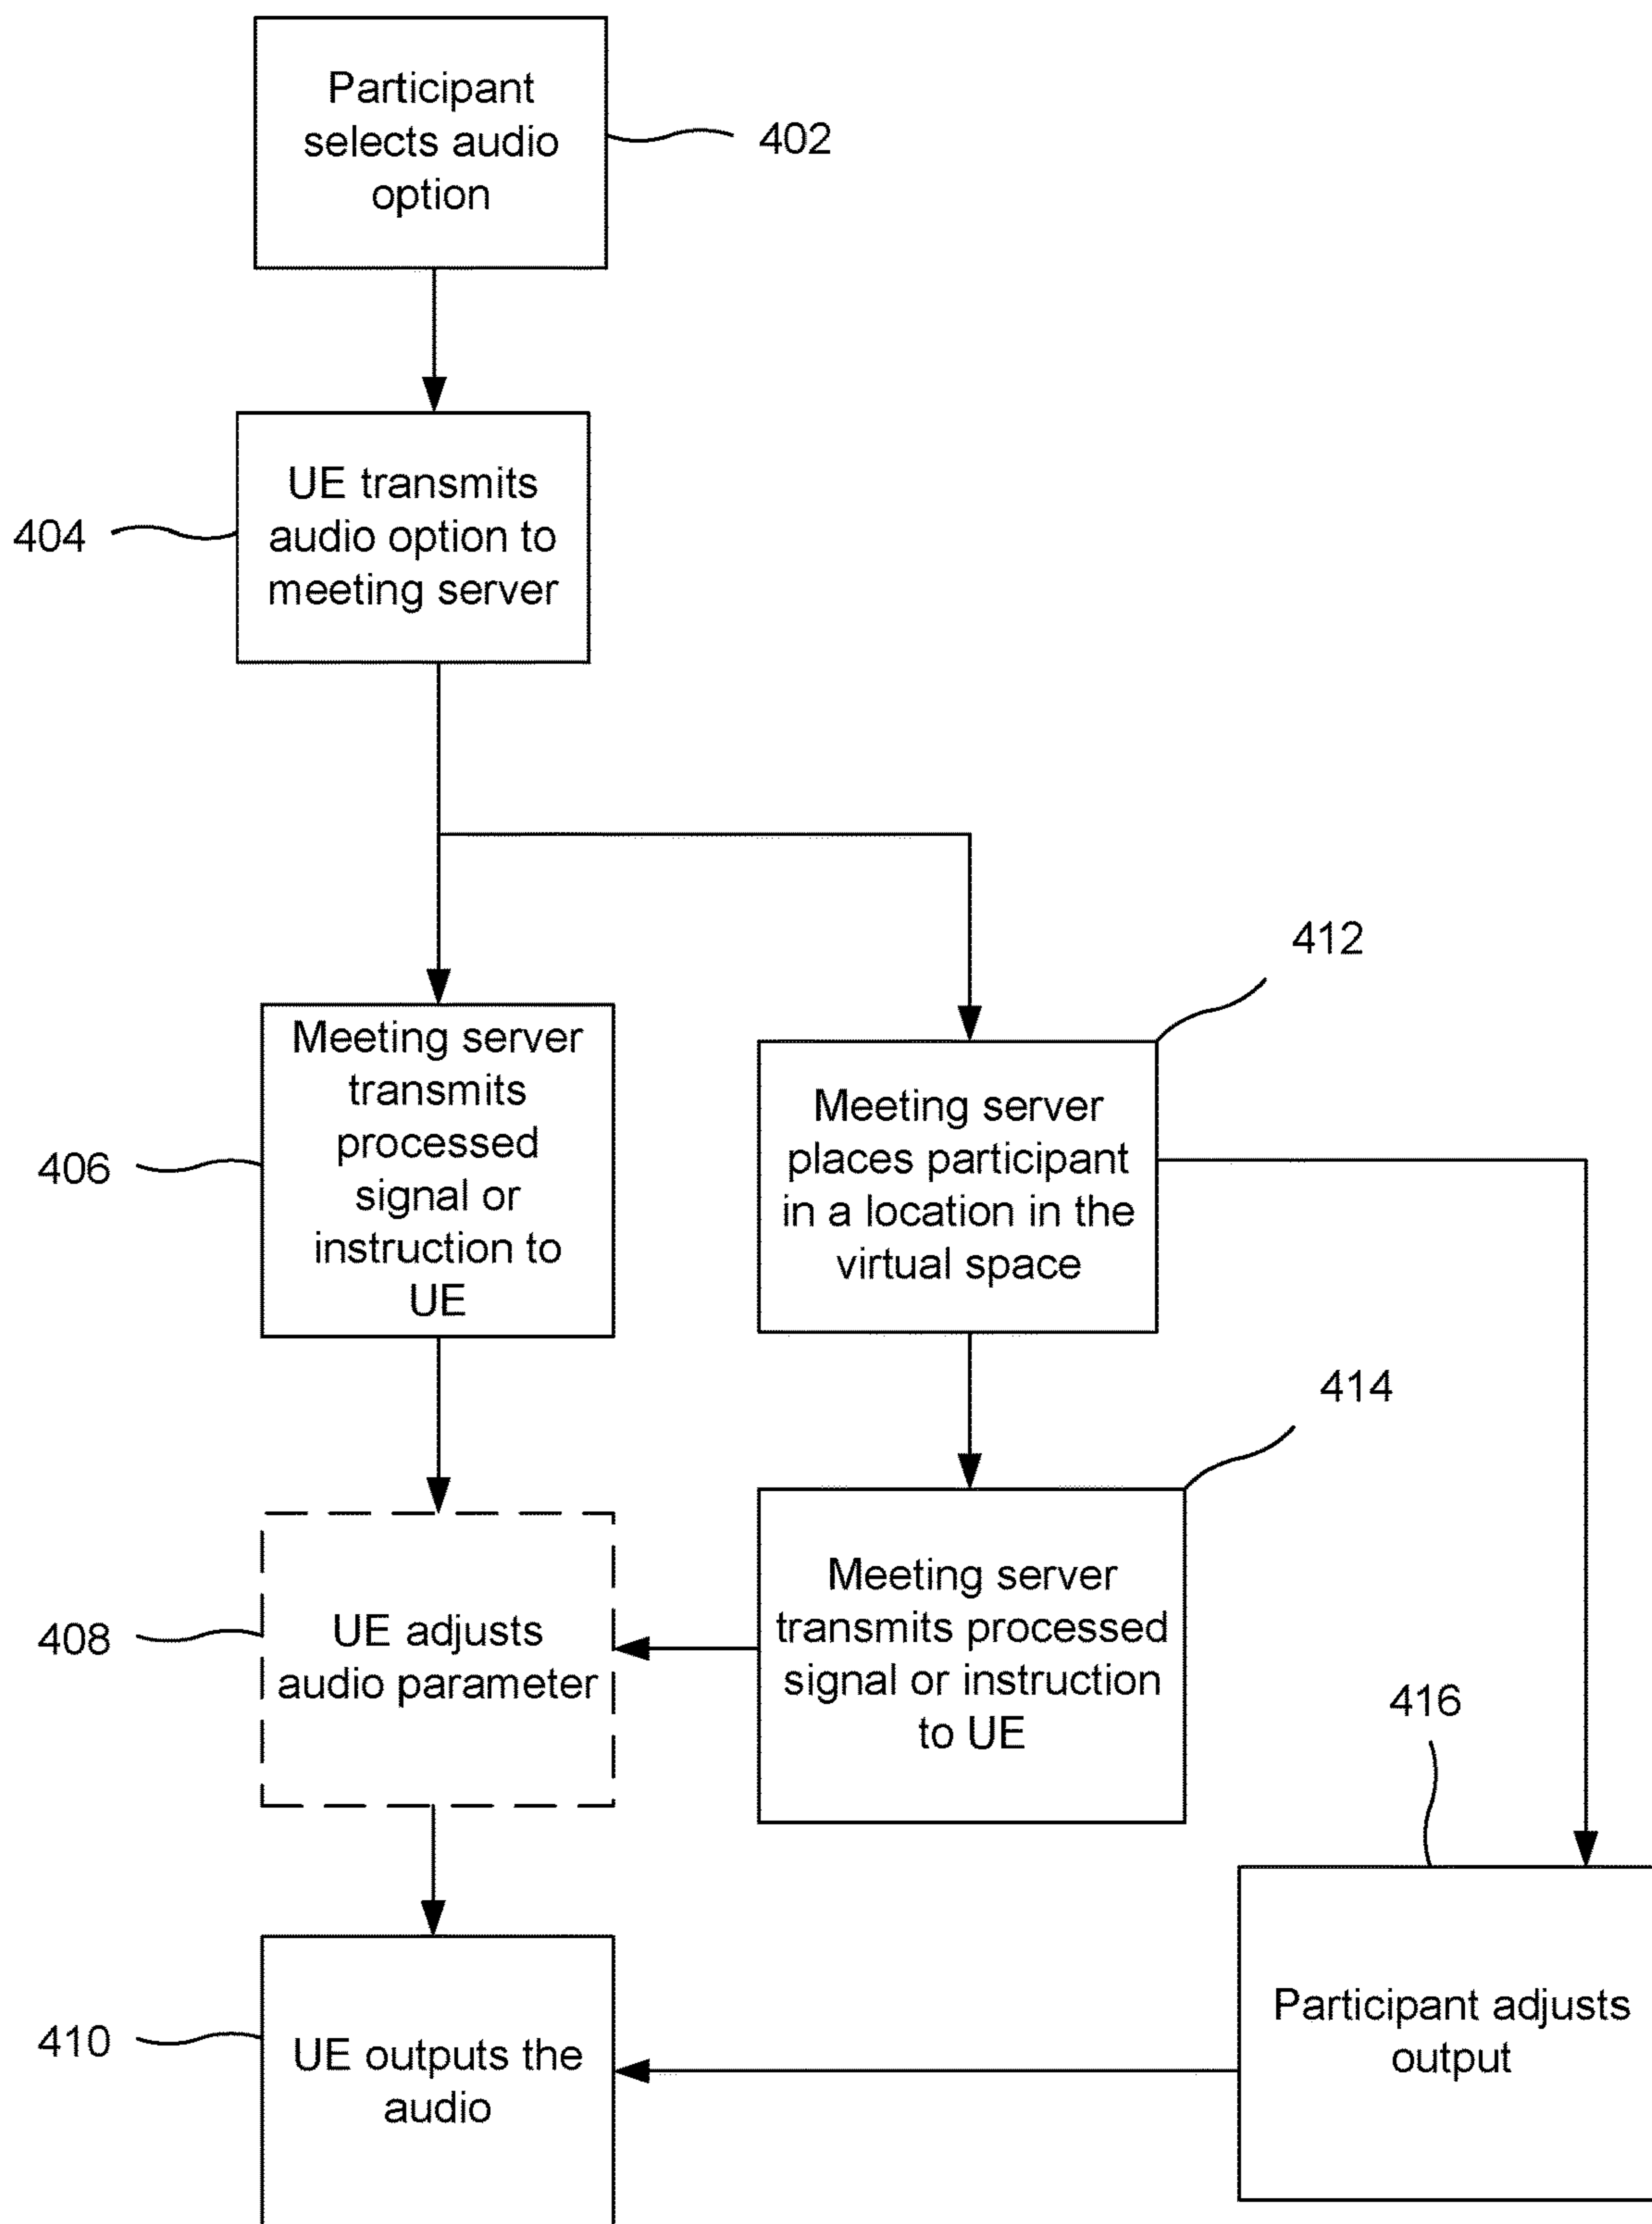 Participant
selects audio
option
402
UE transmits
audio option to
meeting server
404
Meeting server
transmits
processed
signal or
instruction to
UE
406
412
Meeting server
places participant
in a location in the
virtual space
414
Meeting server
transmits processed
signal or instruction
to UE
408
UE adjusts
audio parameter
416
Participant adjusts
output
410
UE outputs the
audio